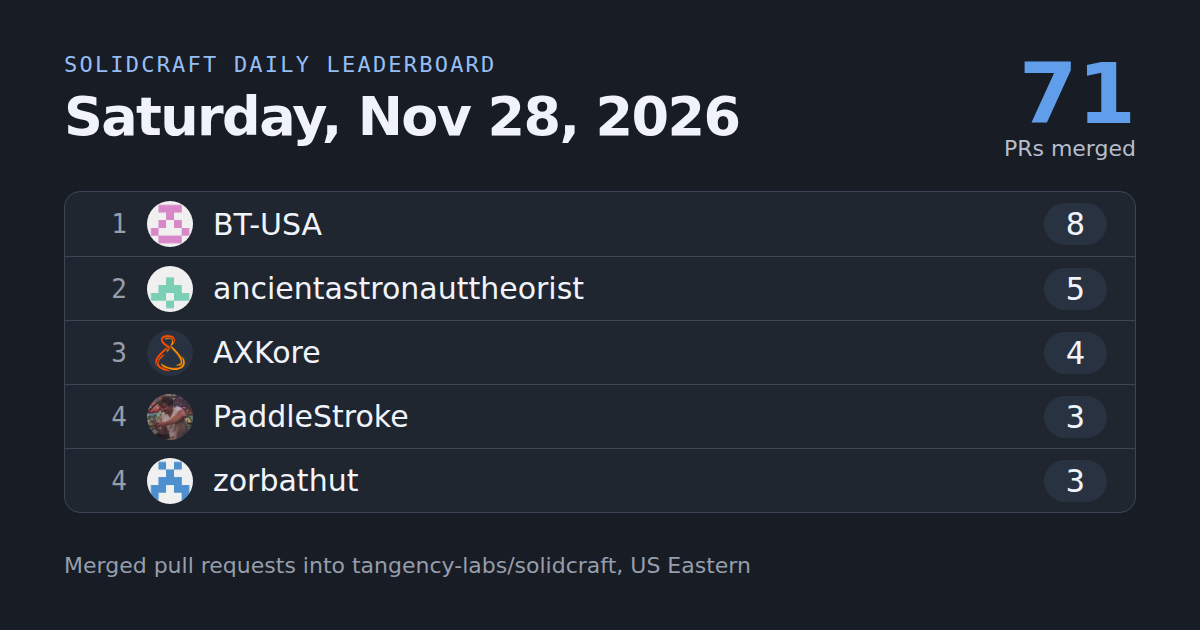 SOLIDCRAFT DAILY LEADERBOARD
Saturday, Nov 28, 2026
71
PRs merged
1 BT-USA 8
2 ancientastronauttheorist 5
3 AXKore 4
4 PaddleStroke 3
4 zorbathut 3
Merged pull requests into tangency-labs/solidcraft, US Eastern